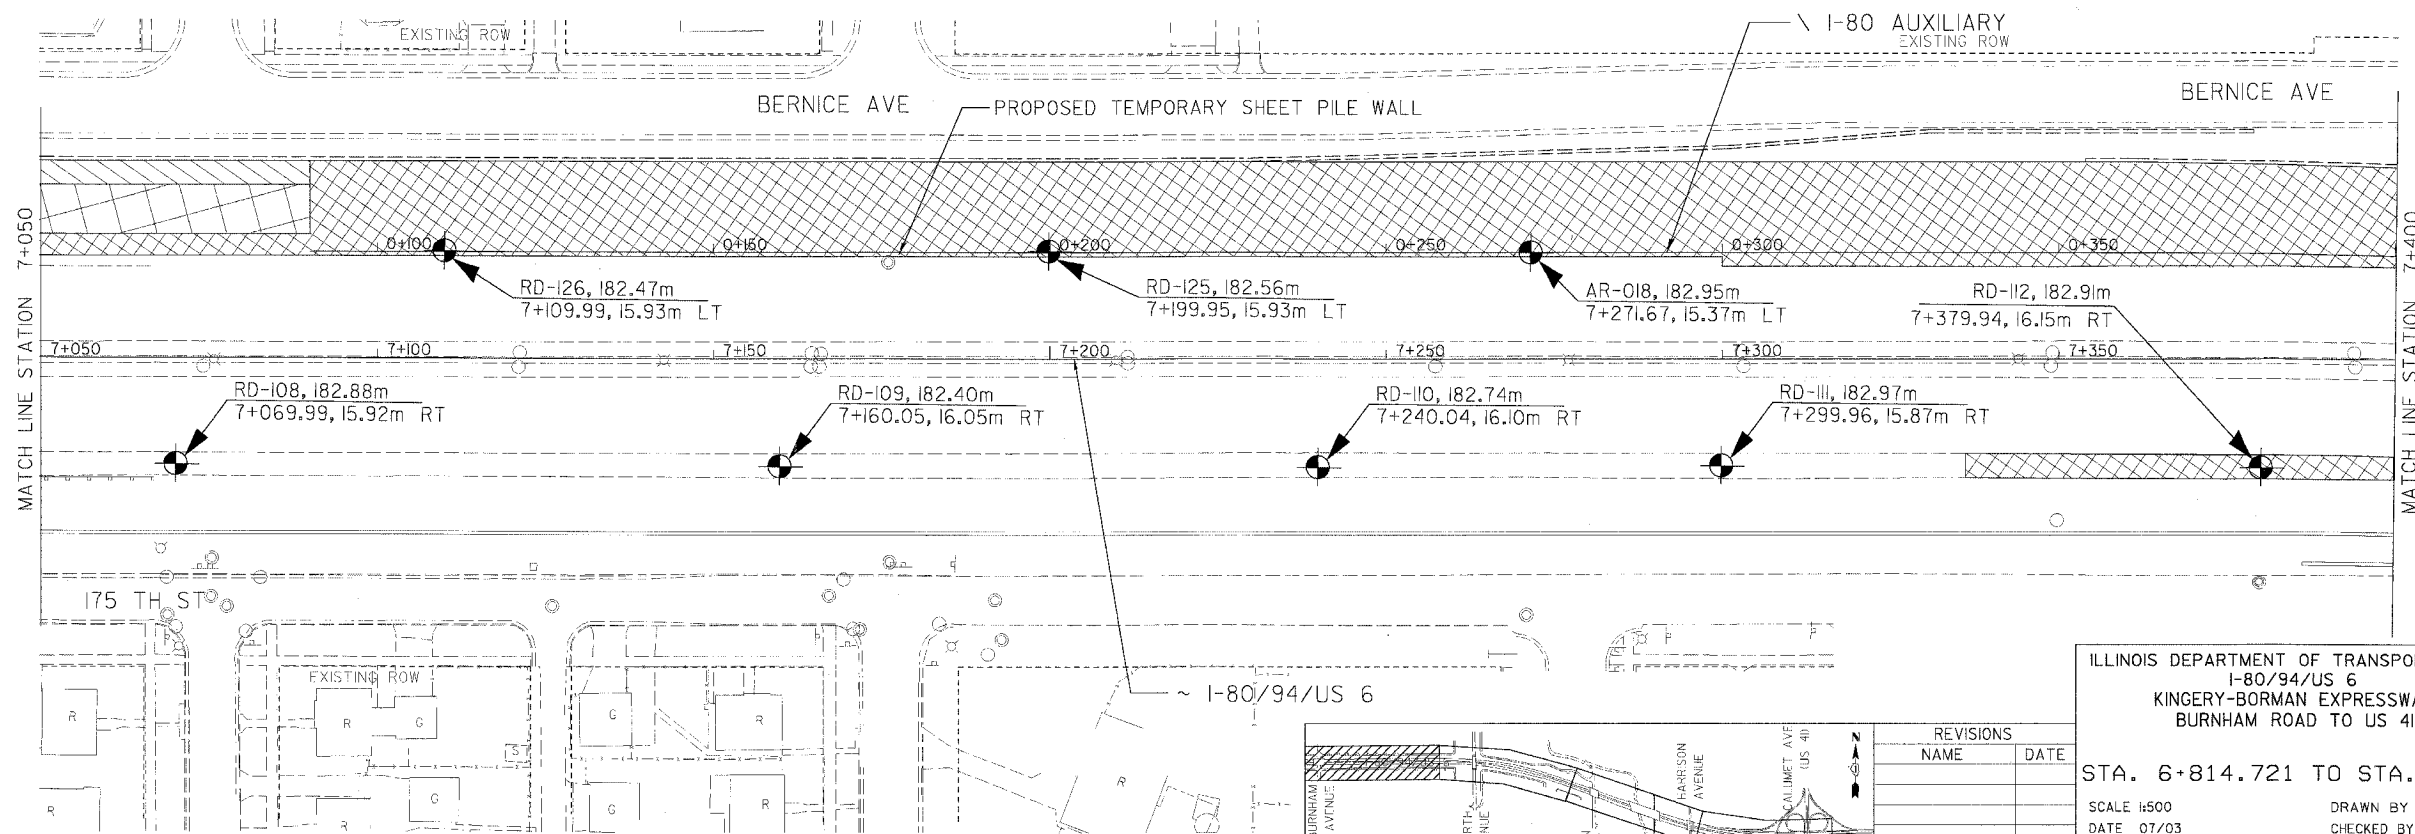 EXISTING ROW
\ I-80 AUXILIARY
EXISTING ROW
BERNICE AVE
PROPOSED TEMPORARY SHEET PILE WALL
BERNICE AVE
MATCH LINE STATION 7+050
MATCH LINE STATION 7+400
0+100
0+150
0+200
0+250
0+300
0+350
RD-126, 182.47m
7+109.99, 15.93m LT
RD-125, 182.56m
7+199.95, 15.93m LT
AR-018, 182.95m
7+271.67, 15.37m LT
RD-112, 182.91m
7+379.94, 16.15m RT
7+050
7+100
7+150
7+200
7+250
7+300
7+350
RD-108, 182.88m
7+069.99, 15.92m RT
RD-109, 182.40m
7+160.05, 16.05m RT
RD-110, 182.74m
7+240.04, 16.10m RT
RD-111, 182.97m
7+299.96, 15.87m RT
175 TH ST
EXISTING ROW
~ I-80/94/US 6
R
R
G
G
R
S
R
R
G
R
G
R
BURNHAM
AVENUE
HARRISON
AVENUE
CALUMET AVE
(US 41)
N
REVISIONS
NAME
DATE
ILLINOIS DEPARTMENT OF TRANSPO
I-80/94/US 6
KINGERY-BORMAN EXPRESSWA
BURNHAM ROAD TO US 41
STA. 6+814.721 TO STA.
SCALE 1:500
DRAWN BY
DATE 07/03
CHECKED BY